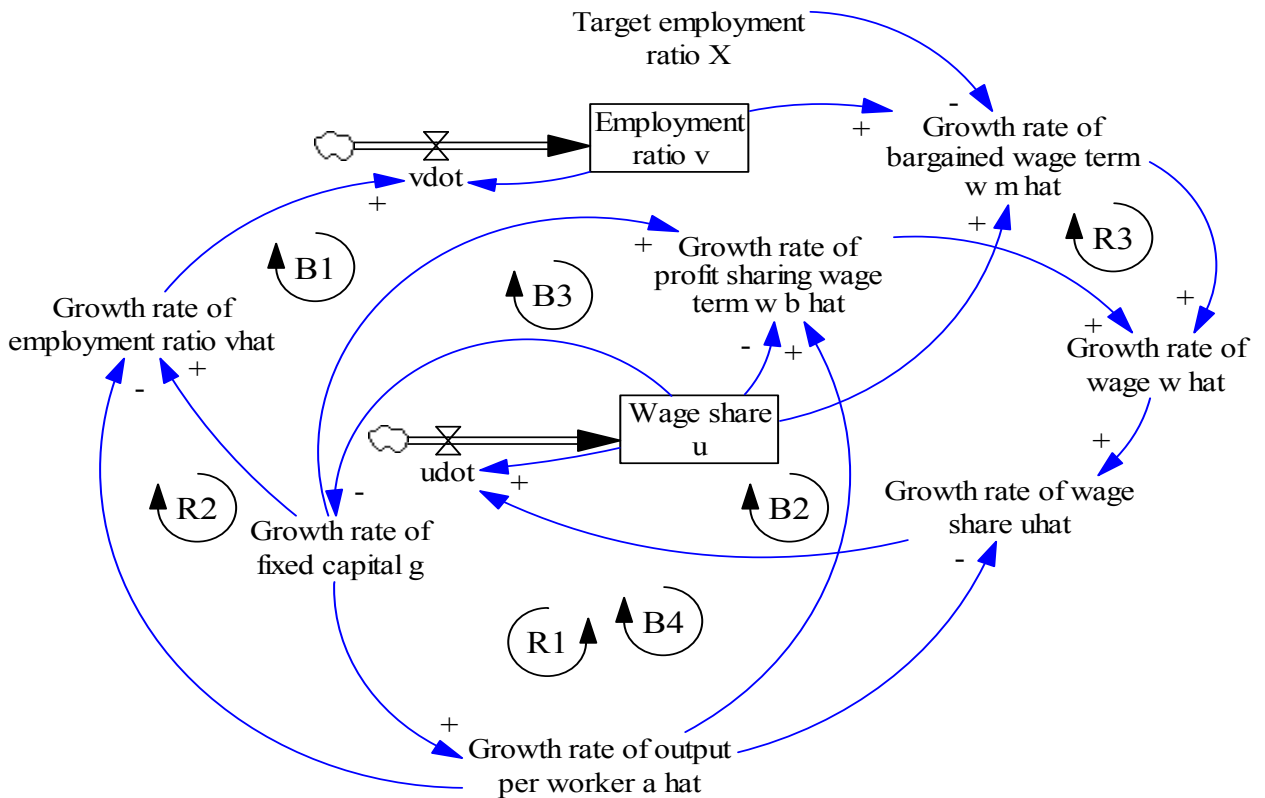 Target employment
ratio X
Employment
ratio v
-
+
Growth rate of
bargained wage term
w m hat
vdot
+
+
R3
B1
+
Growth rate of
profit sharing wage
term w b hat
B3
Growth rate of
employment ratio vhat
+
+
-
+
Growth rate of
wage w hat
-
+
Wage share
u
+
udot
+
-
R2
B2
Growth rate of wage
share uhat
Growth rate of
fixed capital g
-
R1
B4
+
Growth rate of output
per worker a hat